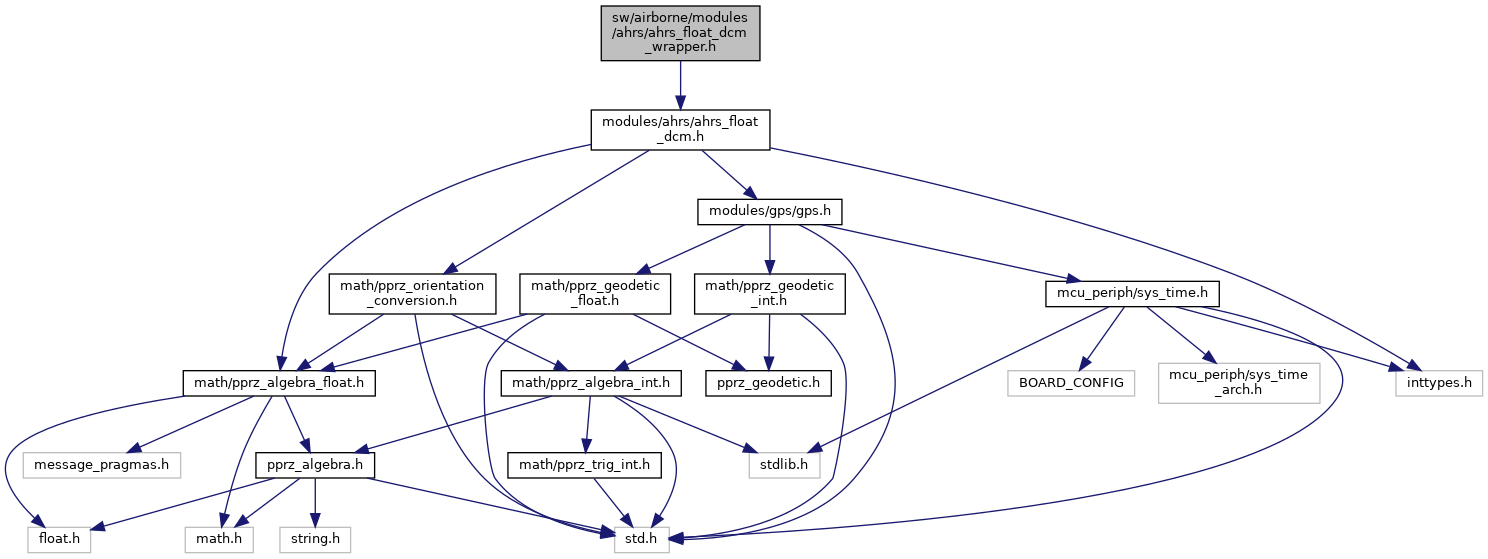 sw/airborne/modules
/ahrs/ahrs_float_dcm
_wrapper.h
modules/ahrs/ahrs_float
_dcm.h
modules/gps/gps.h
math/pprz_orientation
_conversion.h
math/pprz_geodetic
_float.h
math/pprz_geodetic
_int.h
mcu_periph/sys_time.h
math/pprz_algebra_float.h
math/pprz_algebra_int.h
pprz_geodetic.h
BOARD_CONFIG
mcu_periph/sys_time
_arch.h
inttypes.h
message_pragmas.h
pprz_algebra.h
math/pprz_trig_int.h
stdlib.h
float.h
math.h
string.h
std.h